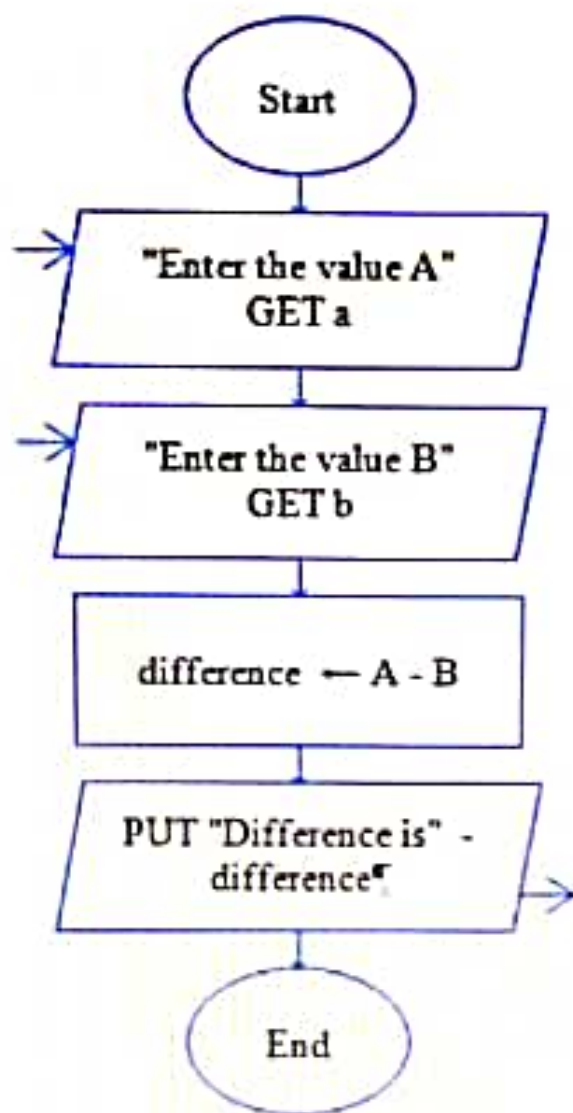 Start
"Enter the value A"
GET a
"Enter the value B"
GET b
difference ← A - B
PUT "Difference is" -
difference¶
End